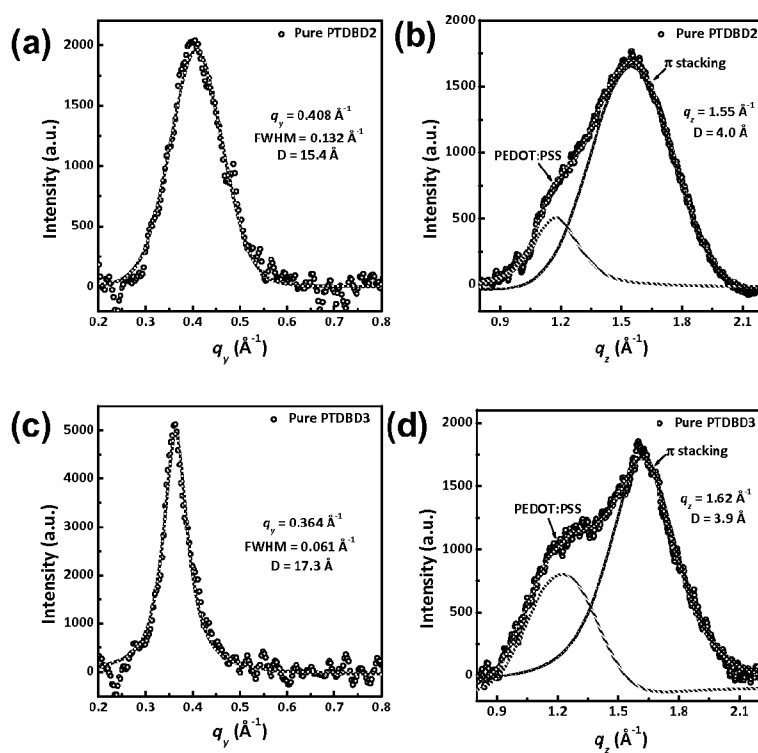 (a)
Pure PTDBD2
q_y = 0.408 Å⁻¹
FWHM = 0.132 Å⁻¹
D = 15.4 Å
Intensity (a.u.)
2000
1500
1000
500
0
0.2 0.3 0.4 0.5 0.6 0.7 0.8
q_y (Å⁻¹)
(b)
Pure PTDBD2
π stacking
q_z = 1.55 Å⁻¹
D = 4.0 Å
PEDOT:PSS
Intensity (a.u.)
2000
1500
1000
500
0
0.9 1.2 1.5 1.8 2.1
q_z (Å⁻¹)
(c)
Pure PTDBD3
q_y = 0.364 Å⁻¹
FWHM = 0.061 Å⁻¹
D = 17.3 Å
Intensity (a.u.)
5000
4000
3000
2000
1000
0
0.2 0.3 0.4 0.5 0.6 0.7 0.8
q_y (Å⁻¹)
(d)
Pure PTDBD3
π stacking
q_z = 1.62 Å⁻¹
D = 3.9 Å
PEDOT:PSS
Intensity (a.u.)
2000
1500
1000
500
0
0.9 1.2 1.5 1.8 2.1
q_z (Å⁻¹)